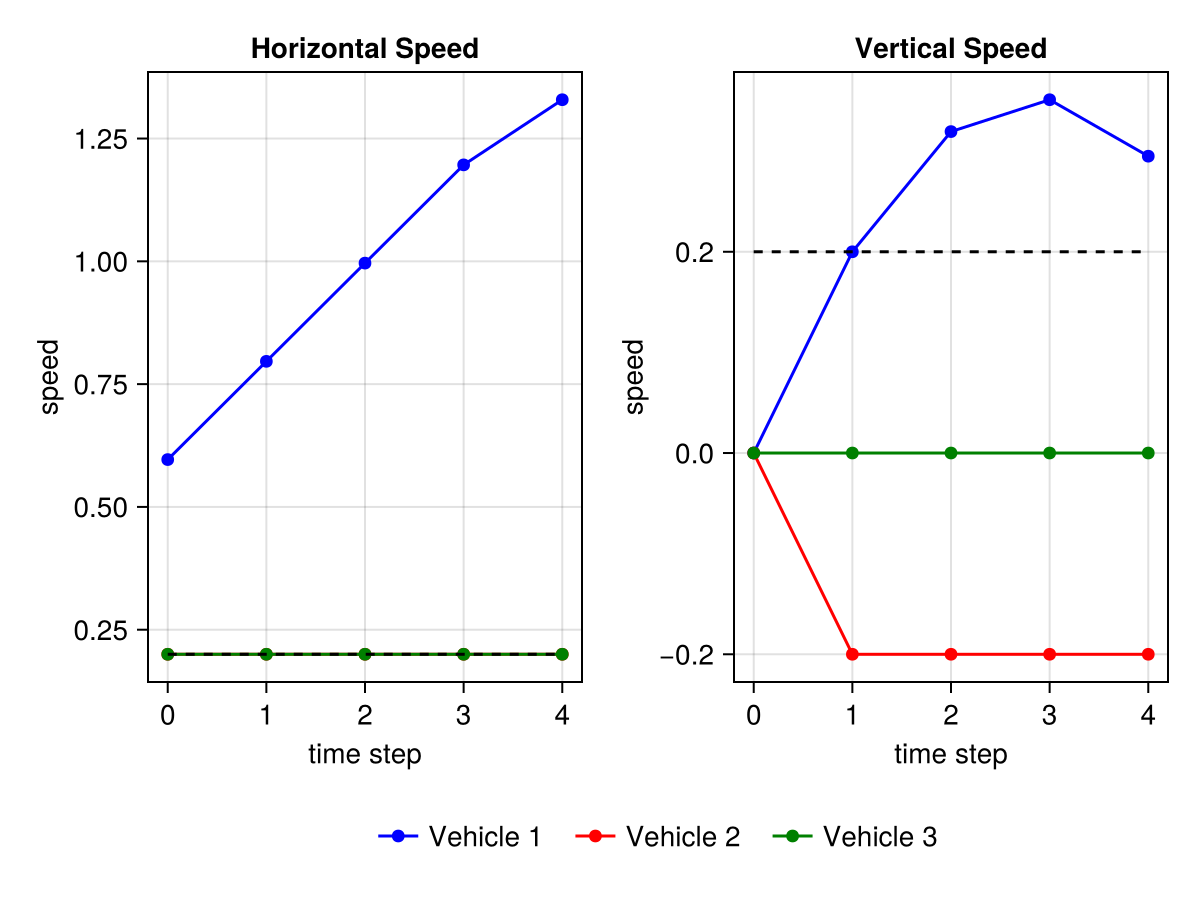 Horizontal Speed
1.25
1.00
0.75
0.50
0.25
speed
0 1 2 3 4
time step
Vertical Speed
0.2
0.0
−0.2
speed
0 1 2 3 4
time step
Vehicle 1 Vehicle 2 Vehicle 3